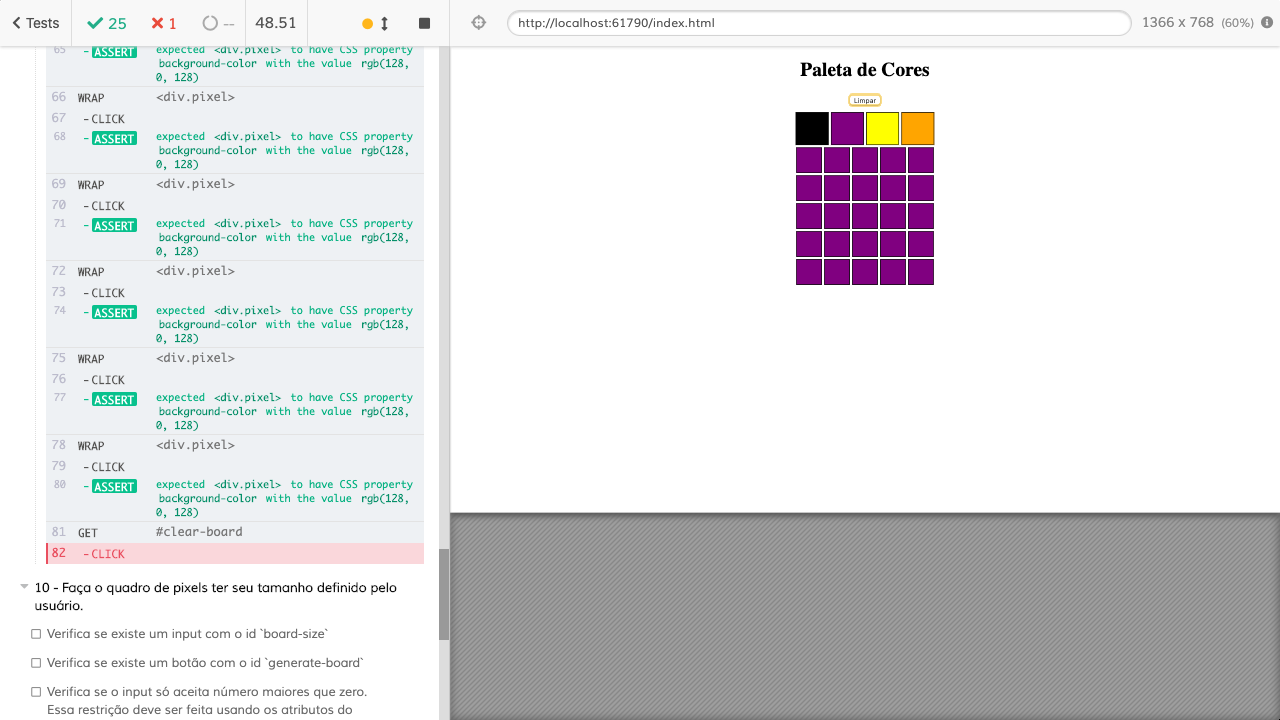 Tests
25
1
--
48.51
http://localhost:61790/index.html
1366 x 768 (60%)
65 -ASSERT expected <div.pixel> to have CSS property
background-color with the value rgb(128,
0, 128)
66 WRAP <div.pixel>
67 -CLICK
68 -ASSERT expected <div.pixel> to have CSS property
background-color with the value rgb(128,
0, 128)
69 WRAP <div.pixel>
70 -CLICK
71 -ASSERT expected <div.pixel> to have CSS property
background-color with the value rgb(128,
0, 128)
72 WRAP <div.pixel>
73 -CLICK
74 -ASSERT expected <div.pixel> to have CSS property
background-color with the value rgb(128,
0, 128)
75 WRAP <div.pixel>
76 -CLICK
77 -ASSERT expected <div.pixel> to have CSS property
background-color with the value rgb(128,
0, 128)
78 WRAP <div.pixel>
79 -CLICK
80 -ASSERT expected <div.pixel> to have CSS property
background-color with the value rgb(128,
0, 128)
81 GET #clear-board
82 -CLICK
10 - Faça o quadro de pixels ter seu tamanho definido pelo
usuário.
Verifica se existe um input com o id `board-size`
Verifica se existe um botão com o id `generate-board`
Verifica se o input só aceita número maiores que zero.
Essa restrição deve ser feita usando os atributos do
Paleta de Cores
Limpar